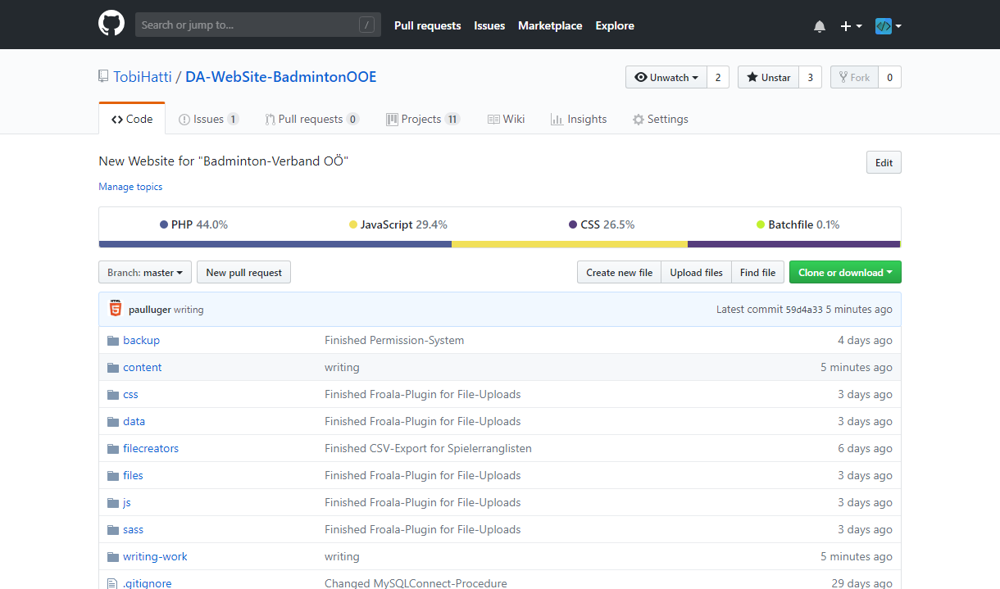 Search or jump to... / Pull requests Issues Marketplace Explore
TobiHatti / DA-WebSite-BadmintonOOE Unwatch 2 Unstar 3 Fork 0
Code Issues 1 Pull requests 0 Projects 11 Wiki Insights Settings
New Website for "Badminton-Verband OÖ" Edit
Manage topics
PHP 44.0% JavaScript 29.4% CSS 26.5% Batchfile 0.1%
Branch: master New pull request Create new file Upload files Find file Clone or download
HTML 5 paulluger writing Latest commit 59d4a33 5 minutes ago
backup Finished Permission-System 4 days ago
content writing 5 minutes ago
css Finished Froala-Plugin for File-Uploads 3 days ago
data Finished Froala-Plugin for File-Uploads 3 days ago
filecreators Finished CSV-Export for Spielerranglisten 6 days ago
files Finished Froala-Plugin for File-Uploads 3 days ago
js Finished Froala-Plugin for File-Uploads 3 days ago
sass Finished Froala-Plugin for File-Uploads 3 days ago
writing-work writing 5 minutes ago
.gitignore Changed MySQLConnect-Procedure 29 days ago